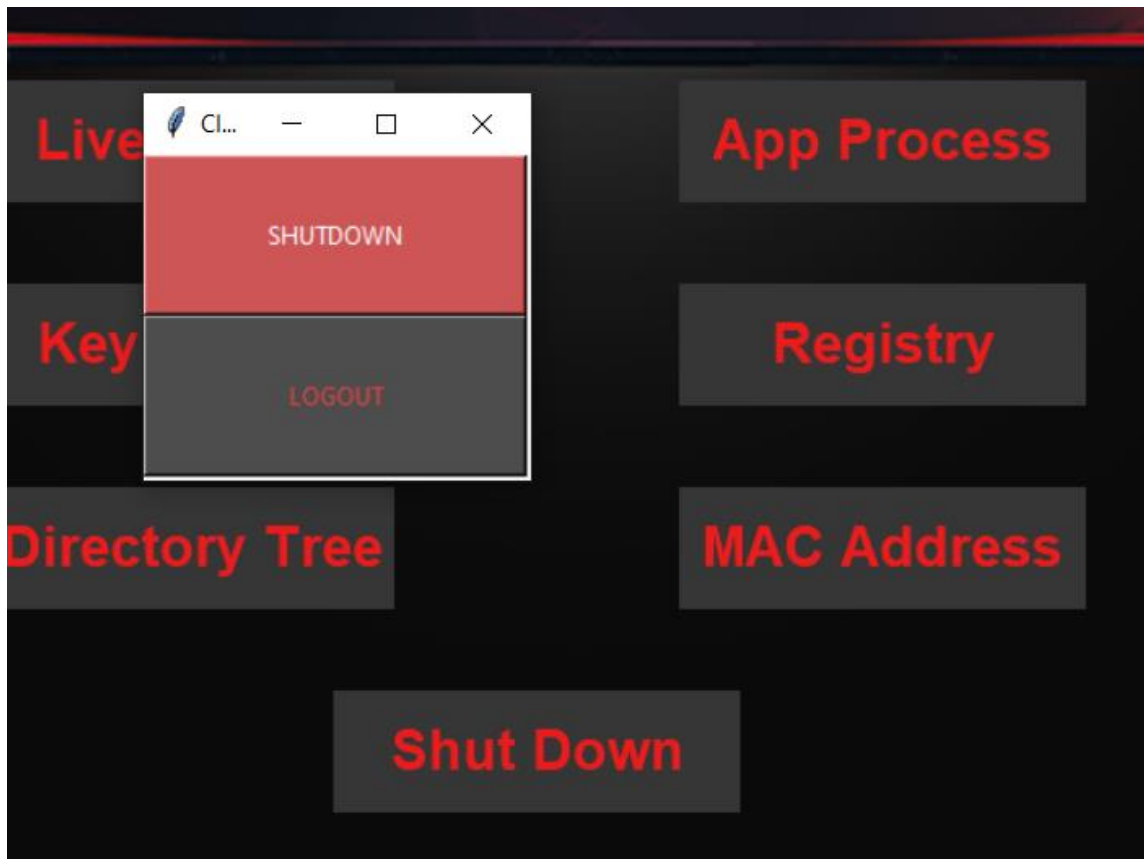 Cl...
Live
App Process
SHUTDOWN
Key
Registry
LOGOUT
Directory Tree
MAC Address
Shut Down